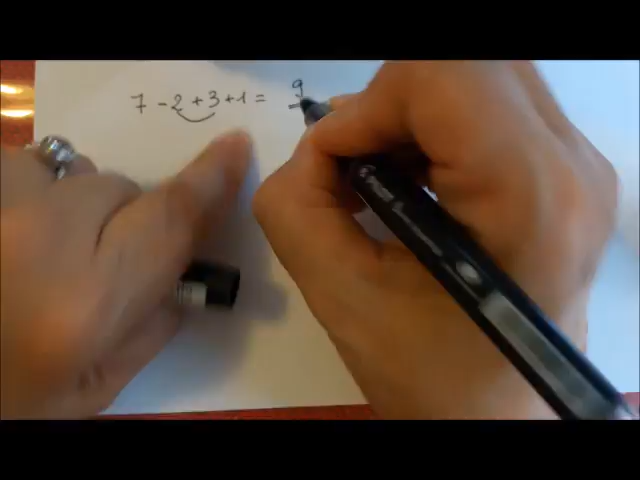 7 - 2 + 3 + 1 = 9